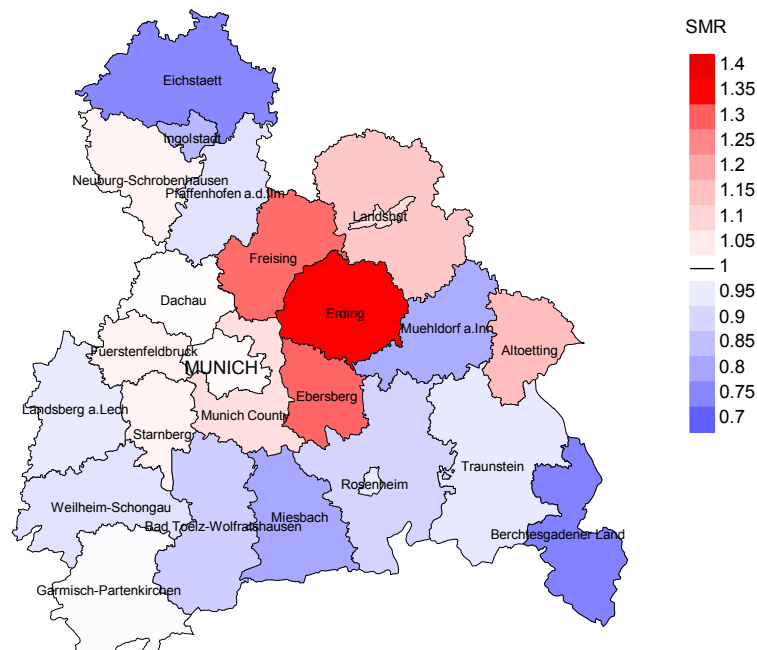 SMR
1.4
1.35
1.3
1.25
1.2
1.15
1.1
1.05
1
0.95
0.9
0.85
0.8
0.75
0.7
Eichstaett
Ingolstadt
Neuburg-Schrobenhausen
Pfaffenhofen a.d.Ilm
Landshut
Freising
Dachau
Erding
Muehldorf a.Inn
Altoetting
Fuerstenfeldbruck
MUNICH
Ebersberg
Landsberg a.Lech
Munich County
Starnberg
Traunstein
Rosenheim
Weilheim-Schongau
Miesbach
Bad Toelz-Wolfratshausen
Berchtesgadener Land
Garmisch-Partenkirchen